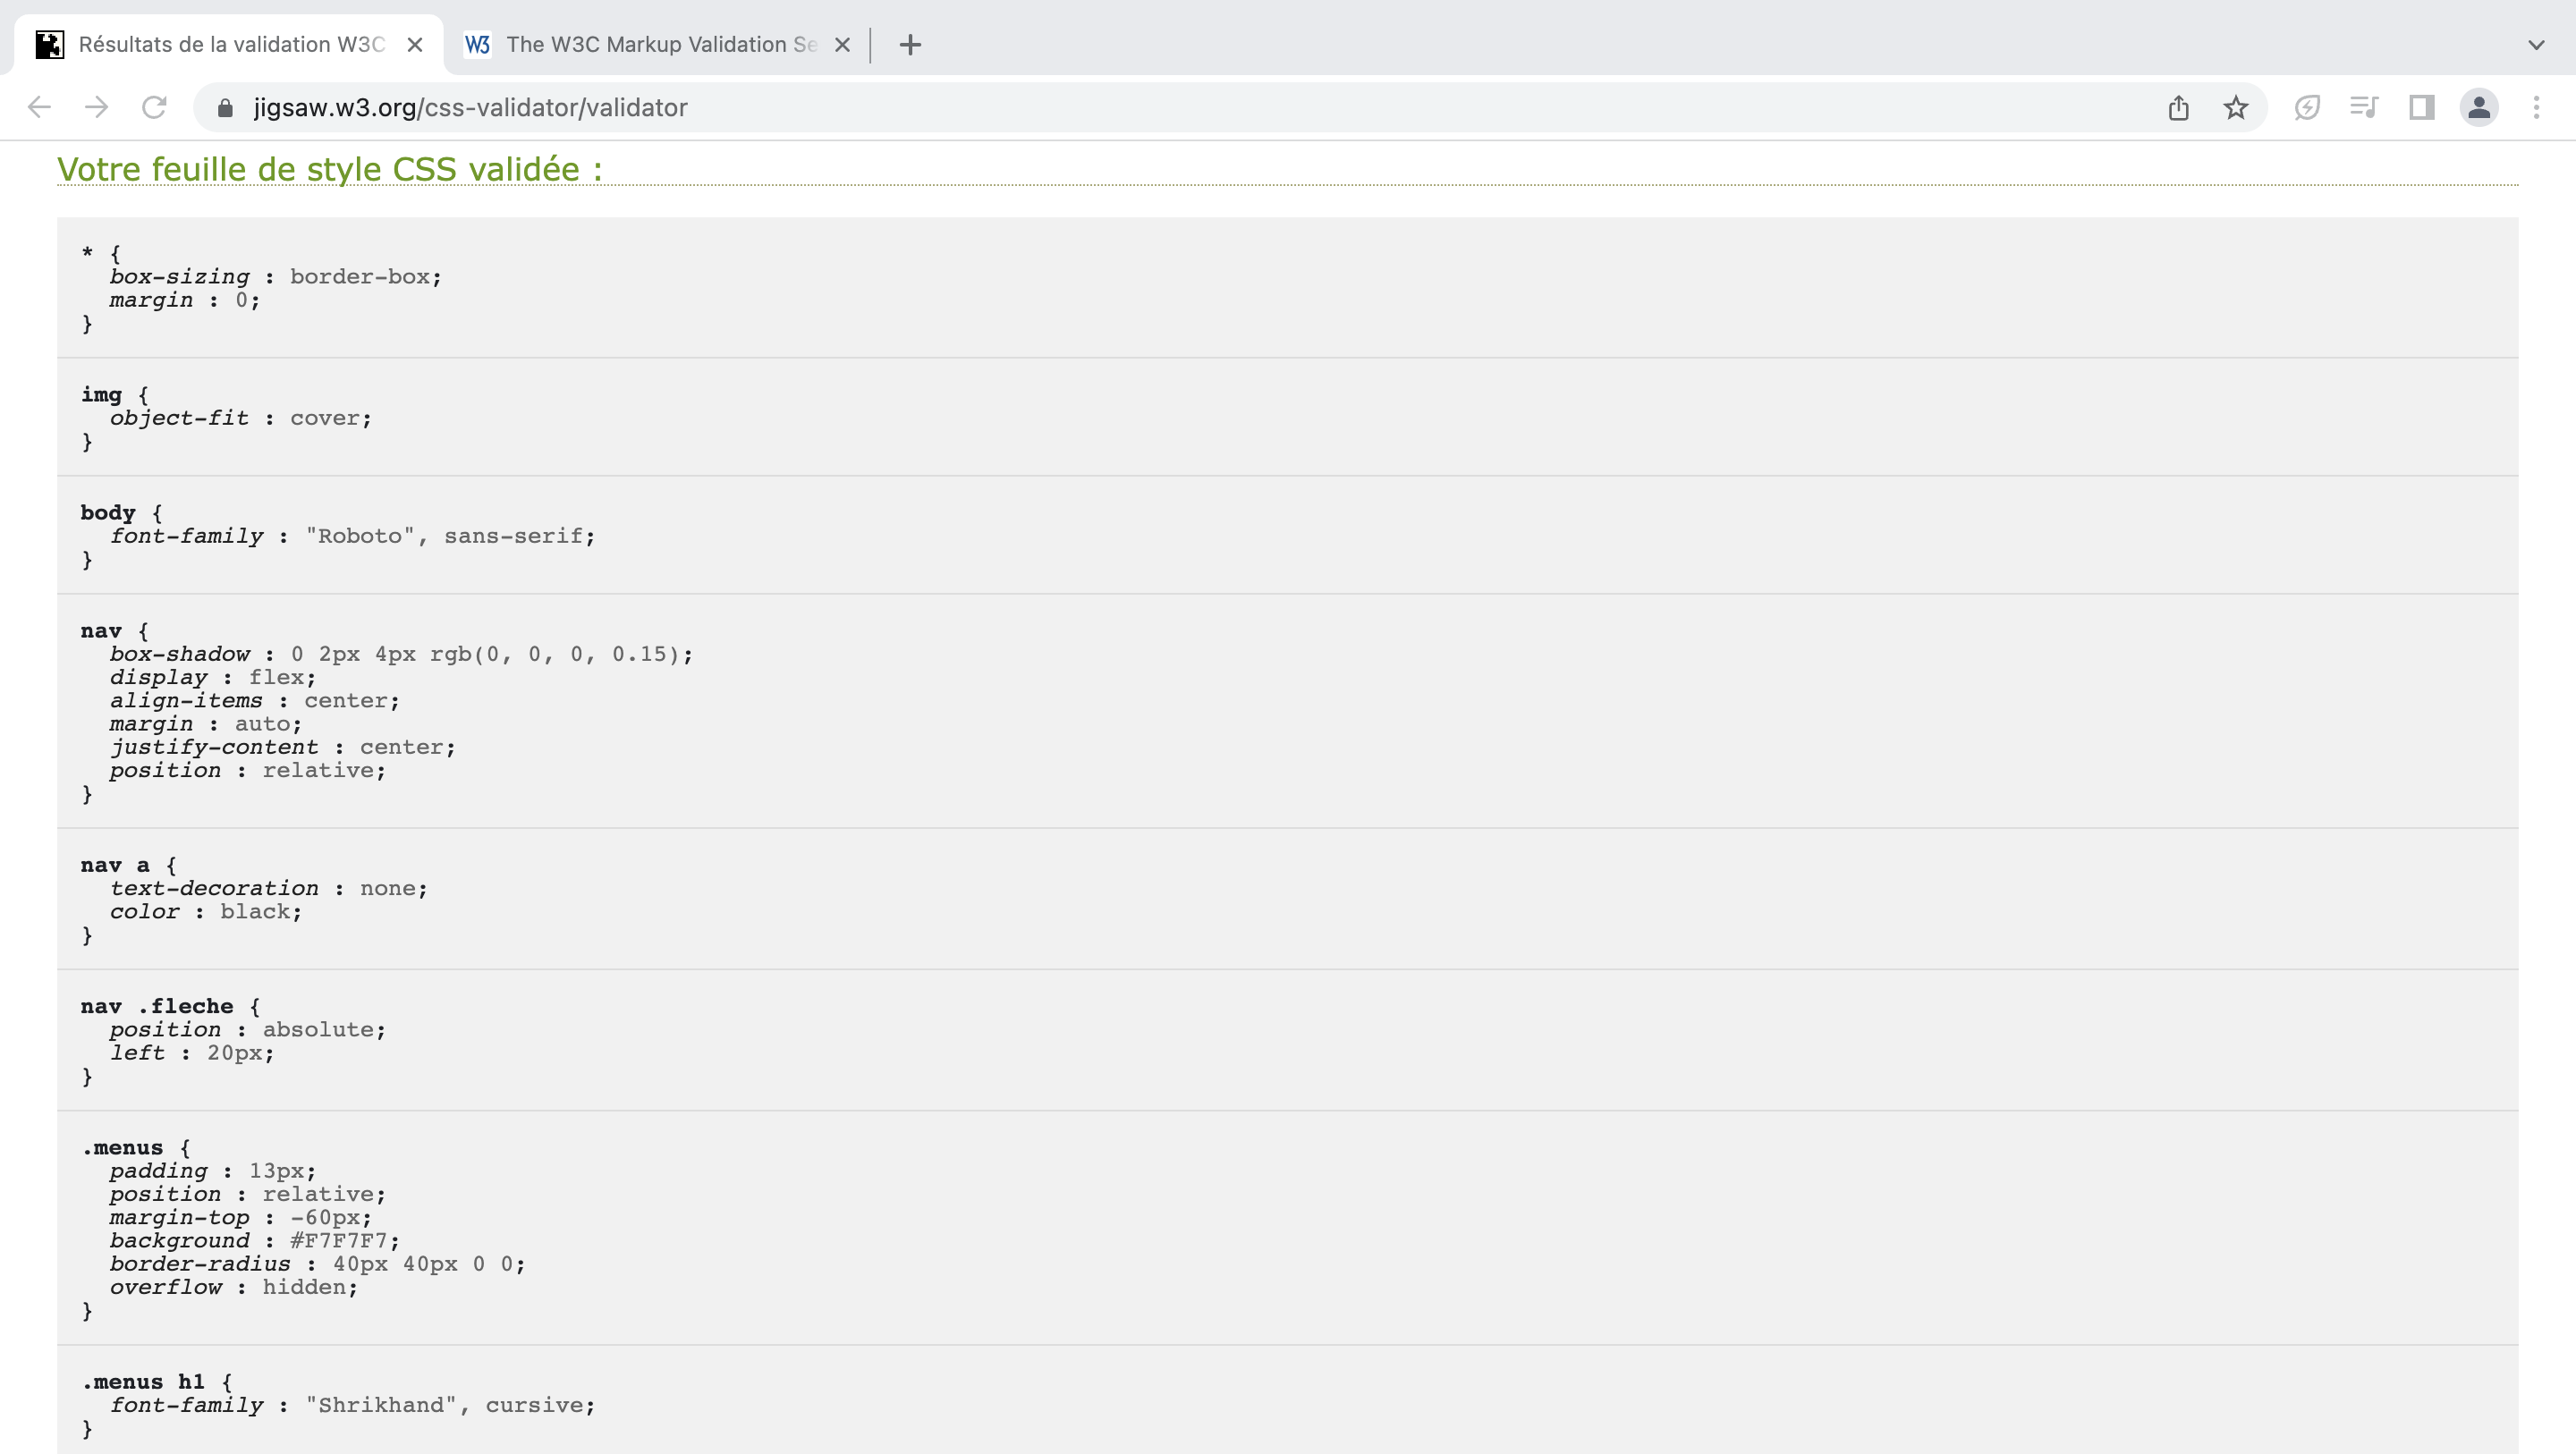 Résultats de la validation W3C
The W3C Markup Validation Se
jigsaw.w3.org/css-validator/validator
Votre feuille de style CSS validée :
* {
box-sizing : border-box;
margin : 0;
}
img {
object-fit : cover;
}
body {
font-family : "Roboto", sans-serif;
}
nav {
box-shadow : 0 2px 4px rgb(0, 0, 0, 0.15);
display : flex;
align-items : center;
margin : auto;
justify-content : center;
position : relative;
}
nav a {
text-decoration : none;
color : black;
}
nav .fleche {
position : absolute;
left : 20px;
}
.menus {
padding : 13px;
position : relative;
margin-top : -60px;
background : #F7F7F7;
border-radius : 40px 40px 0 0;
overflow : hidden;
}
.menus h1 {
font-family : "Shrikhand", cursive;
}